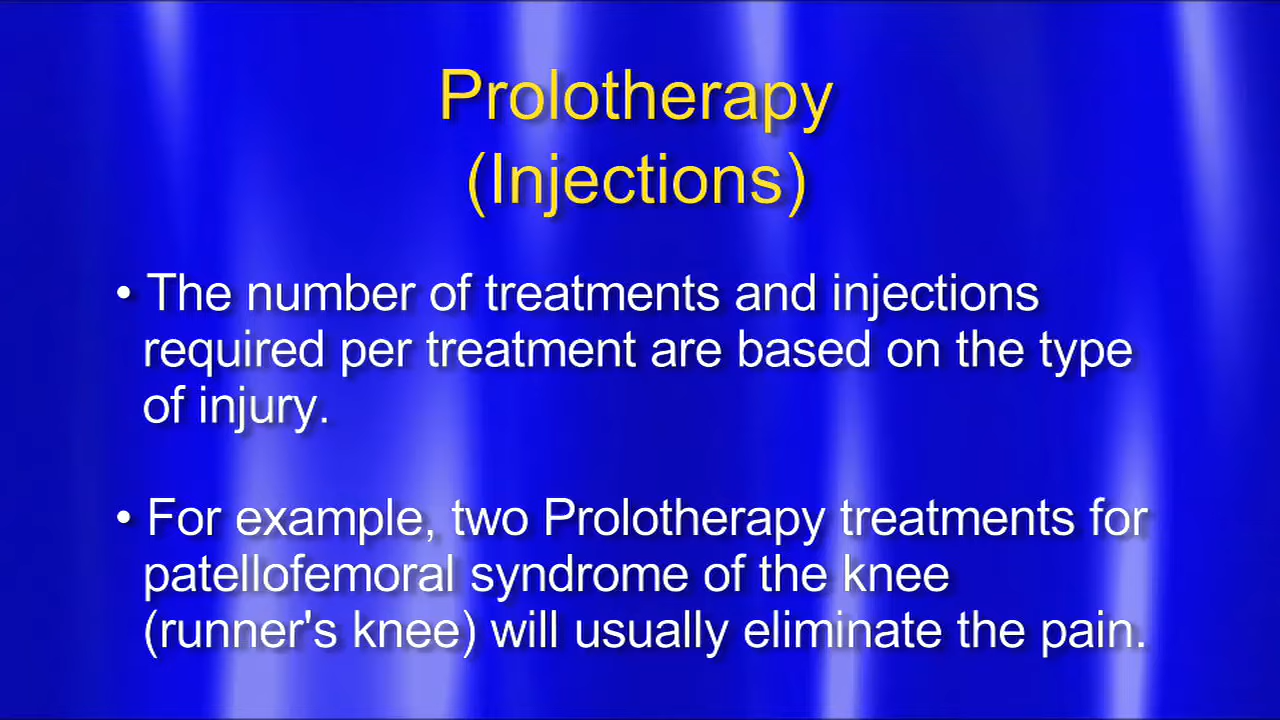 Prolotherapy
(Injections)
• The number of treatments and injections
required per treatment are based on the type
of injury.
• For example, two Prolotherapy treatments for
patellofemoral syndrome of the knee
(runner's knee) will usually eliminate the pain.